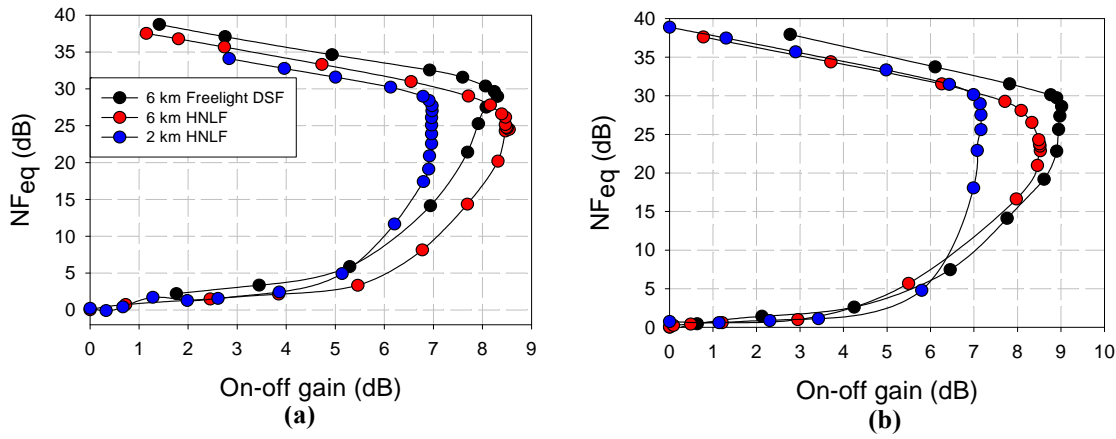 NFeq (dB)
40
35
30
25
20
15
10
5
0
6 km Freelight DSF
6 km HNLF
2 km HNLF
0 1 2 3 4 5 6 7 8 9
On-off gain (dB)
(a)
NFeq (dB)
40
35
30
25
20
15
10
5
0
0 1 2 3 4 5 6 7 8 9 10
On-off gain (dB)
(b)